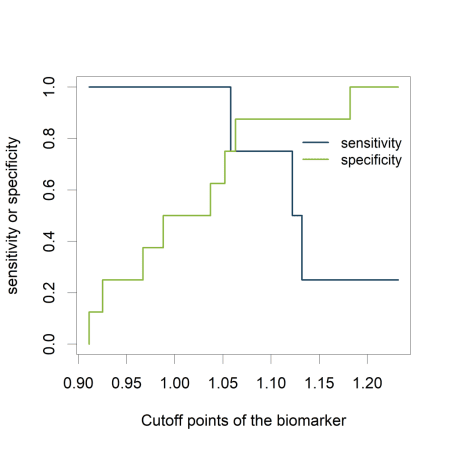 sensitivity or specificity
1.0
0.8
0.6
0.4
0.2
0.0
sensitivity
specificity
0.90 0.95 1.00 1.05 1.10 1.15 1.20
Cutoff points of the biomarker